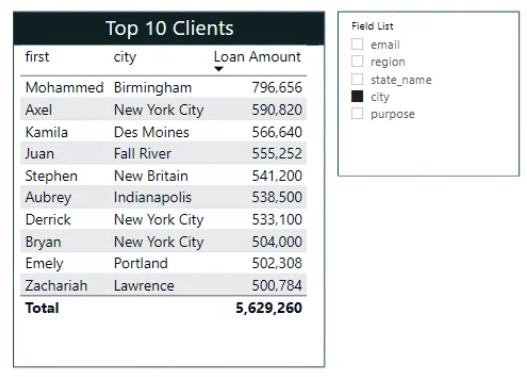 Top 10 Clients
first city Loan Amount
Mohammed Birmingham 796,656
Axel New York City 590,820
Kamila Des Moines 566,640
Juan Fall River 555,252
Stephen New Britain 541,200
Aubrey Indianapolis 538,500
Derrick New York City 533,100
Bryan New York City 504,000
Emely Portland 502,308
Zachariah Lawrence 500,784
Total 5,629,260
Field List
email
region
state_name
city
purpose